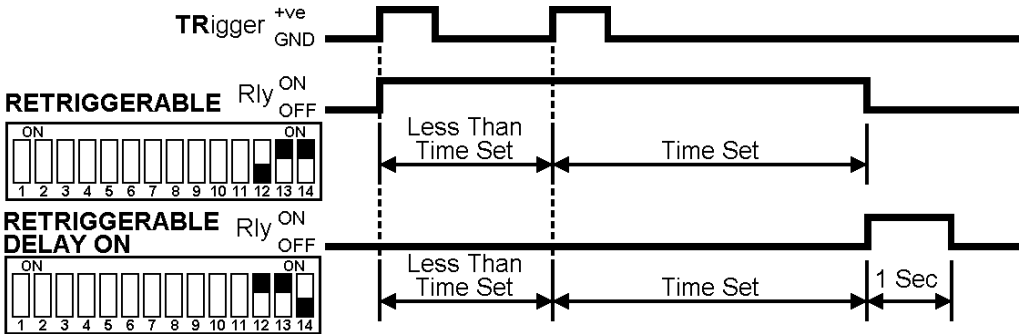 TRigger +ve
GND
RETRIGGERABLE Rly ON
OFF
ON ON
1 2 3 4 5 6 7 8 9 10 11 12 13 14
Less Than
Time Set
Time Set
RETRIGGERABLE
DELAY ON
Rly ON
OFF
ON ON
1 2 3 4 5 6 7 8 9 10 11 12 13 14
Less Than
Time Set
Time Set
1 Sec